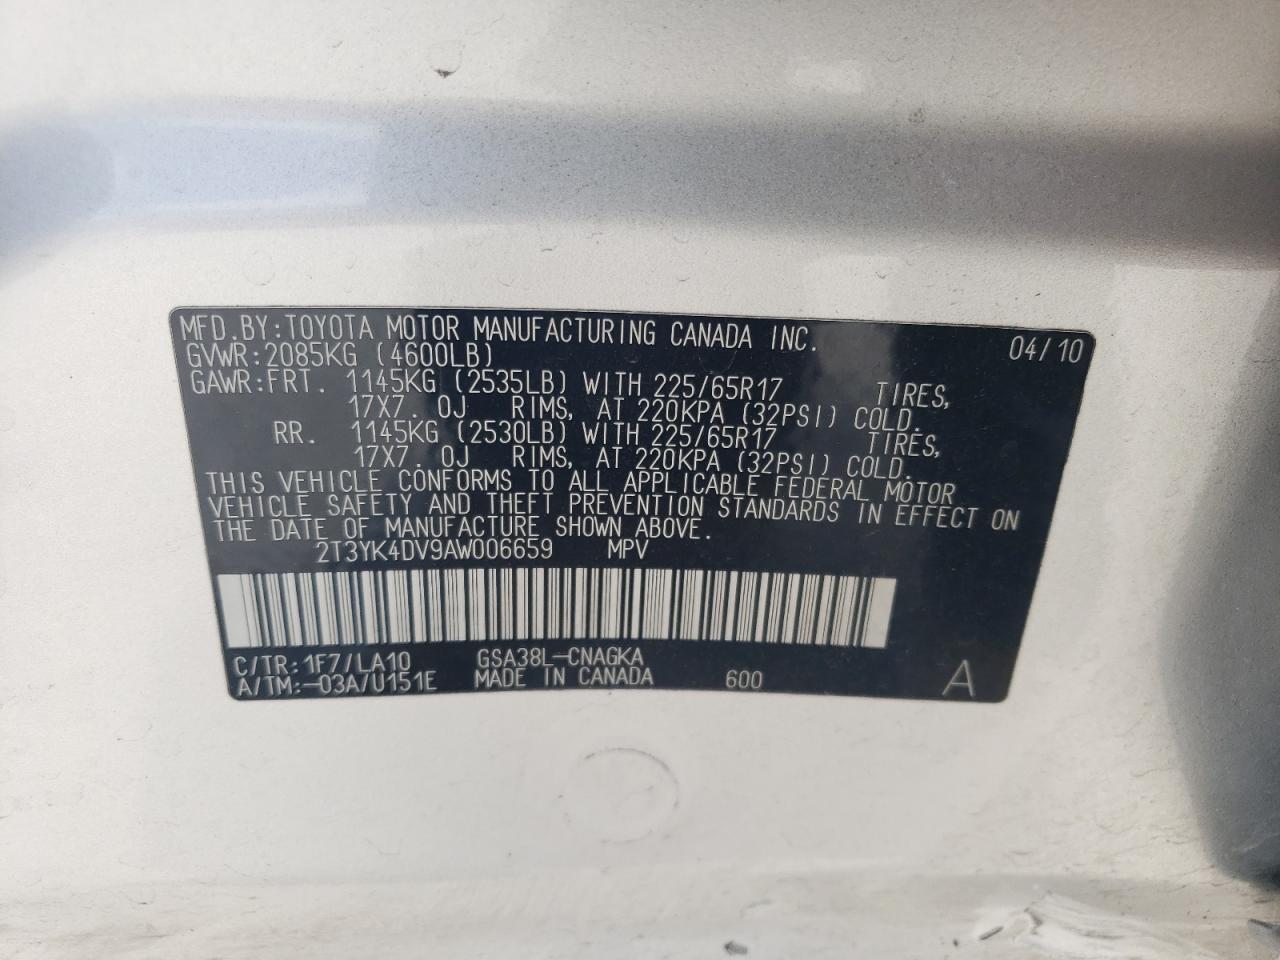 MFD.BY:TOYOTA MOTOR MANUFACTURING CANADA INC. 04/10
GVWR:2085KG (4600LB)
GAWR:FRT. 1145KG (2535LB) WITH 225/65R17 TIRES,
17X7.0J RIMS, AT 220KPA (32PSI) COLD.
RR. 1145KG (2530LB) WITH 225/65R17 TIRES,
17X7.0J RIMS, AT 220KPA (32PSI) COLD.
THIS VEHICLE CONFORMS TO ALL APPLICABLE FEDERAL MOTOR
VEHICLE SAFETY AND THEFT PREVENTION STANDARDS IN EFFECT ON
THE DATE OF MANUFACTURE SHOWN ABOVE.
2T3YK4DV9AW006659 MPV
C/TR:1F7/LA10 GSA38L-CNAGKA
A/TM:-03A/U151E MADE IN CANADA 600 A